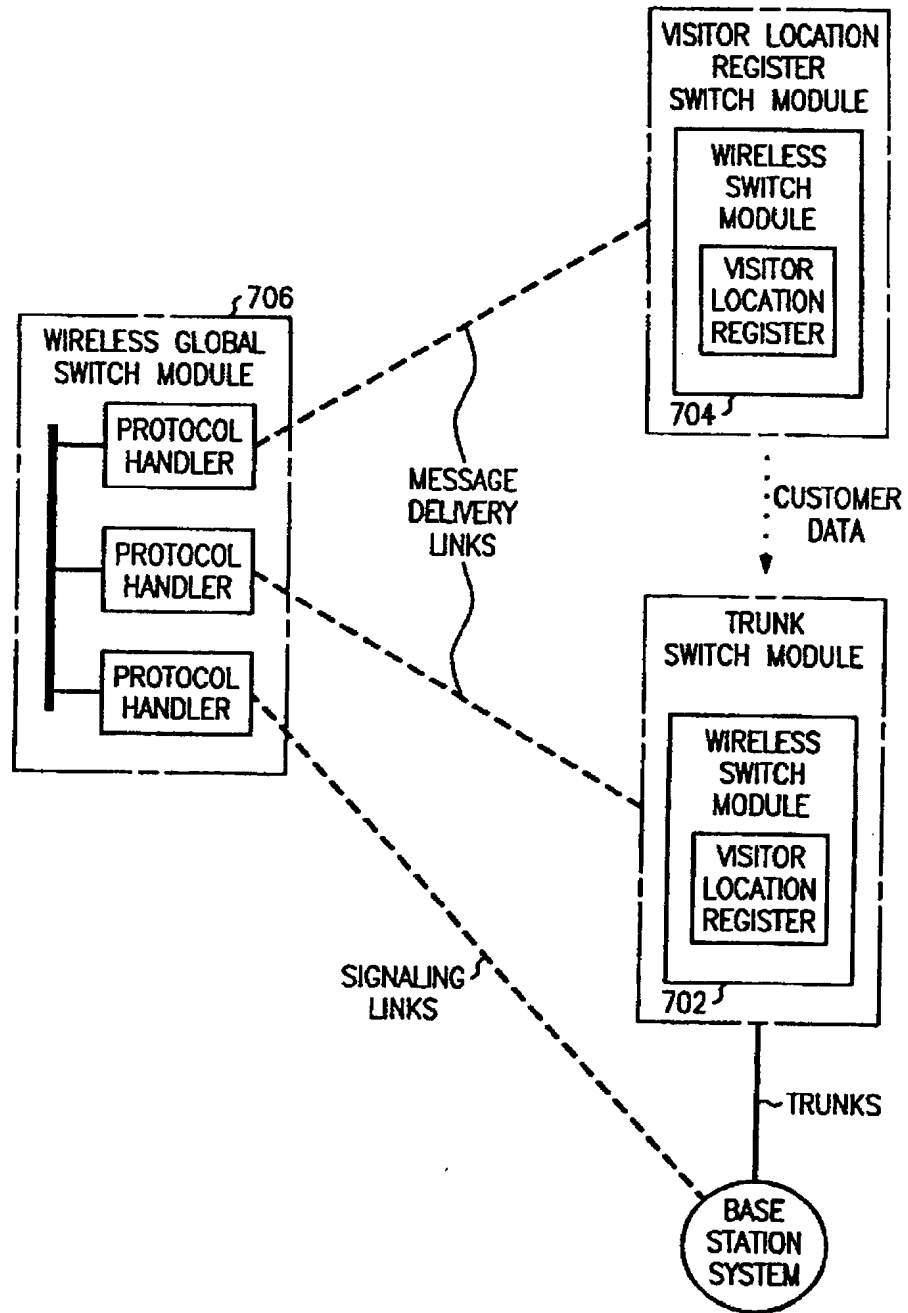 VISITOR LOCATION
REGISTER
SWITCH MODULE
WIRELESS
SWITCH
MODULE
VISITOR
LOCATION
REGISTER
704
706
WIRELESS GLOBAL
SWITCH MODULE
PROTOCOL
HANDLER
PROTOCOL
HANDLER
PROTOCOL
HANDLER
MESSAGE
DELIVERY
LINKS
CUSTOMER
DATA
TRUNK
SWITCH MODULE
WIRELESS
SWITCH
MODULE
VISITOR
LOCATION
REGISTER
702
SIGNALING
LINKS
TRUNKS
BASE
STATION
SYSTEM